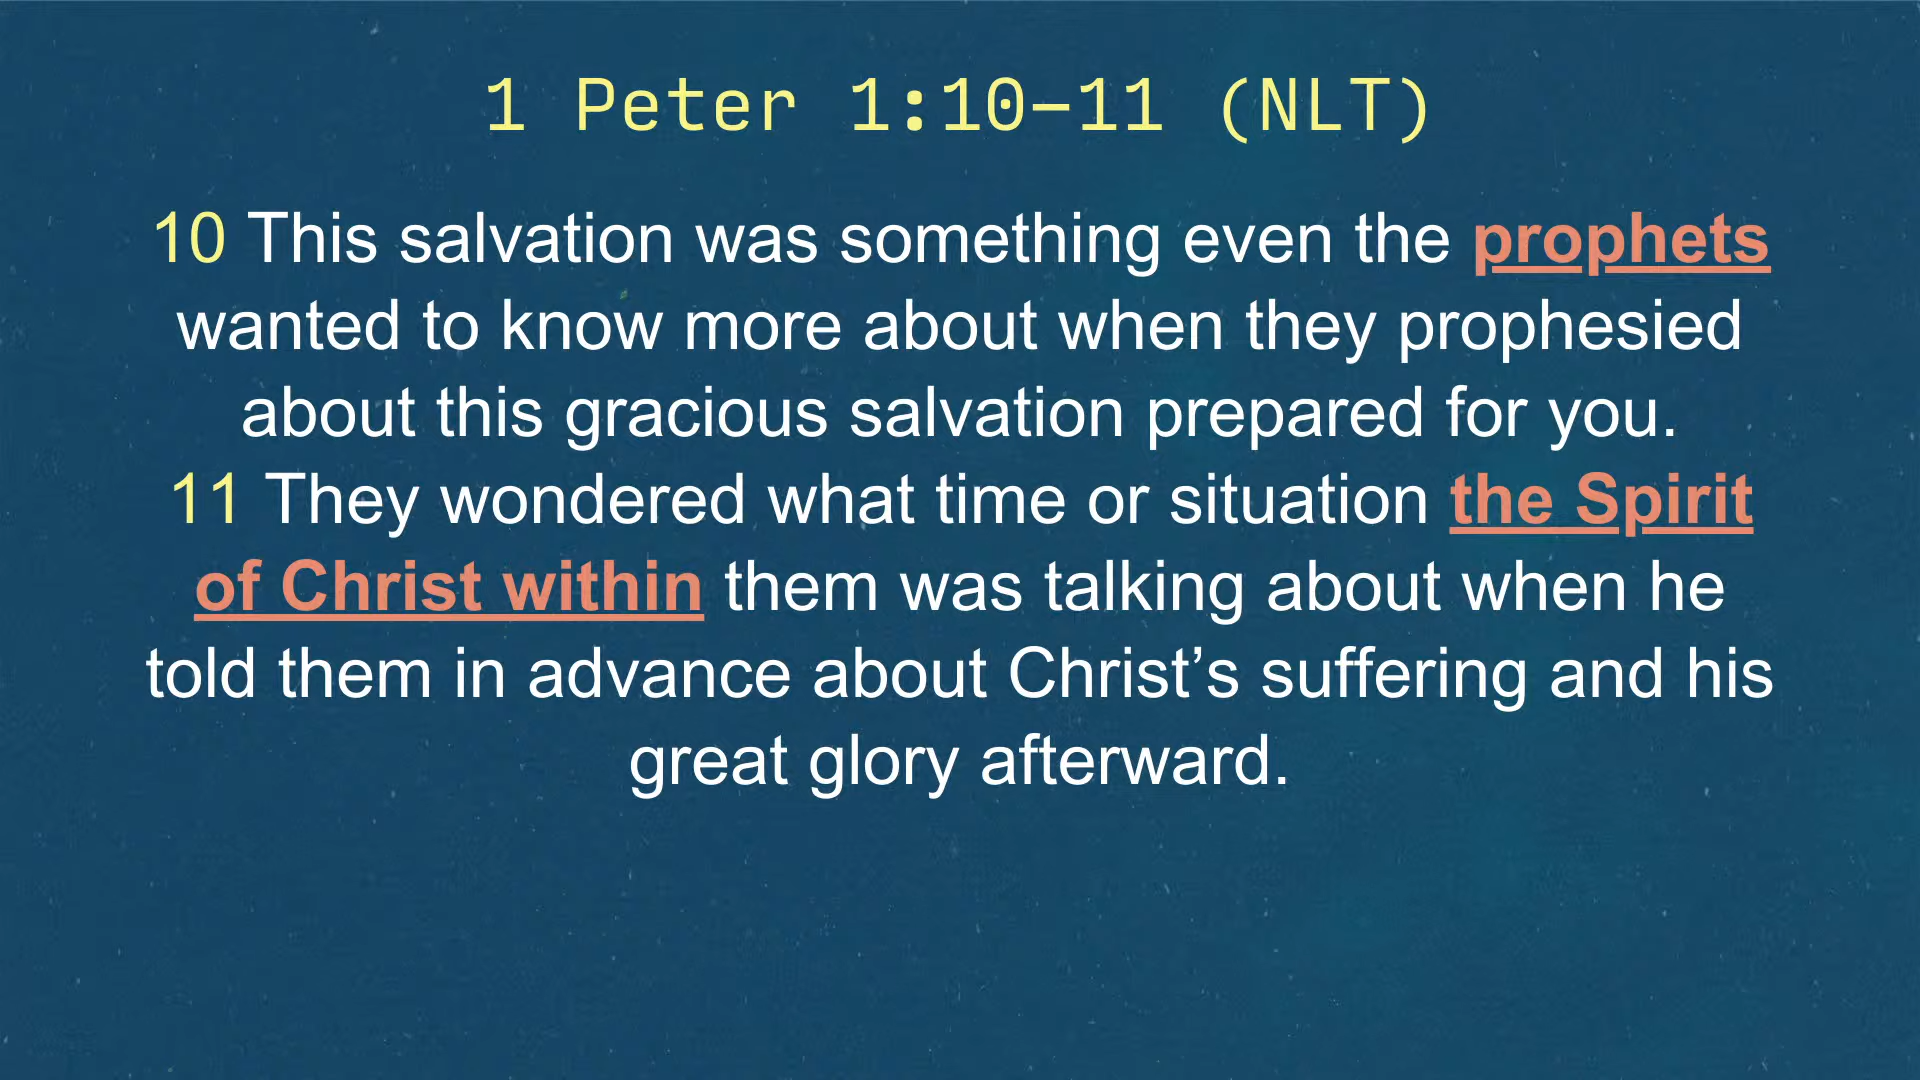 1 Peter 1:10–11 (NLT)
10 This salvation was something even the prophets
wanted to know more about when they prophesied
about this gracious salvation prepared for you.
11 They wondered what time or situation the Spirit
of Christ within them was talking about when he
told them in advance about Christ’s suffering and his
great glory afterward.